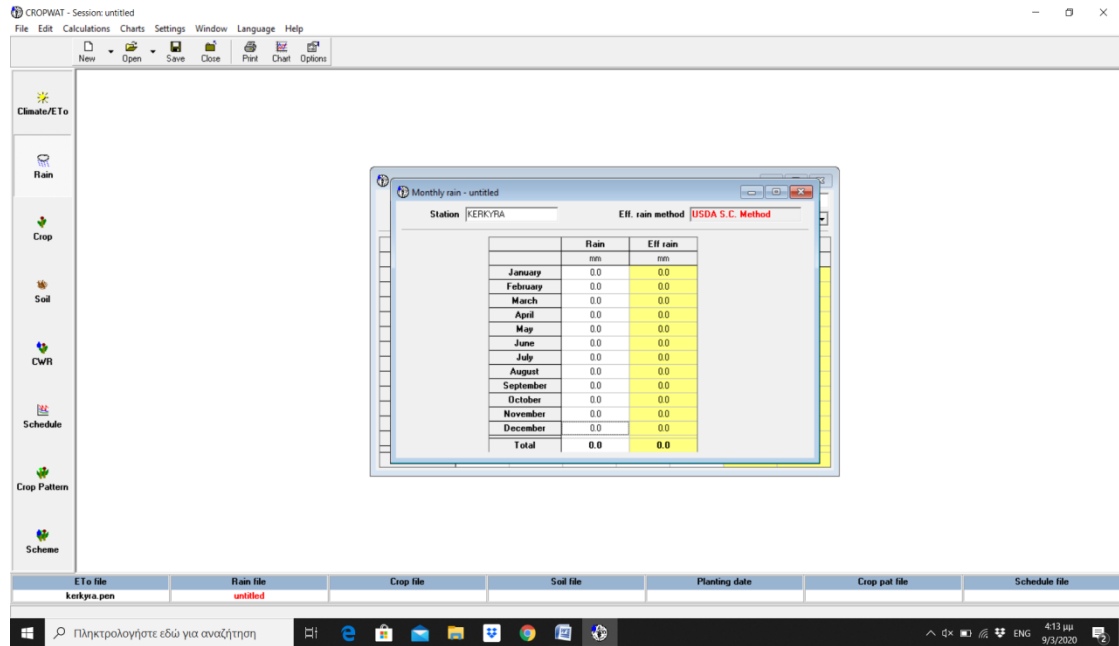 CROPWAT - Session: untitled
File Edit Calculations Charts Settings Window Language Help
New Open Save Close Print Chart Options
Climate/ETo
Rain
Crop
Soil
CWR
Schedule
Crop Pattern
Scheme
Monthly rain - untitled
Station KERKYRA Eff. rain method USDA S.C. Method
Rain Eff rain
mm mm
January 0.0 0.0
February 0.0 0.0
March 0.0 0.0
April 0.0 0.0
May 0.0 0.0
June 0.0 0.0
July 0.0 0.0
August 0.0 0.0
September 0.0 0.0
October 0.0 0.0
November 0.0 0.0
December 0.0 0.0
Total 0.0 0.0
ETo file Rain file Crop file Soil file Planting date Crop pat file Schedule file
kerkyra.pen untitled
Πληκτρολογήστε εδώ για αναζήτηση ENG 4:13 μμ
9/3/2020 2